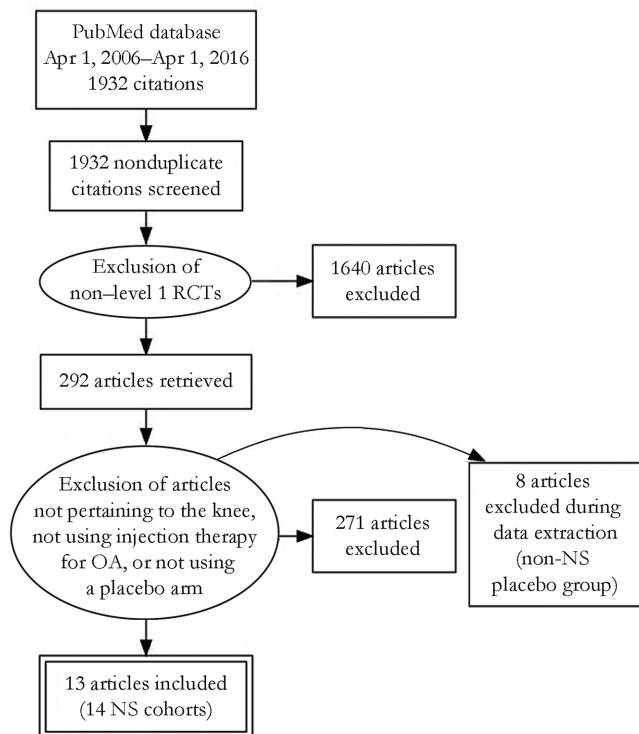 PubMed database
Apr 1, 2006–Apr 1, 2016
1932 citations
1932 nonduplicate
citations screened
Exclusion of
non–level 1 RCTs
1640 articles
excluded
292 articles retrieved
Exclusion of articles
not pertaining to the knee,
not using injection therapy
for OA, or not using
a placebo arm
271 articles
excluded
8 articles
excluded during
data extraction
(non-NS
placebo group)
13 articles included
(14 NS cohorts)